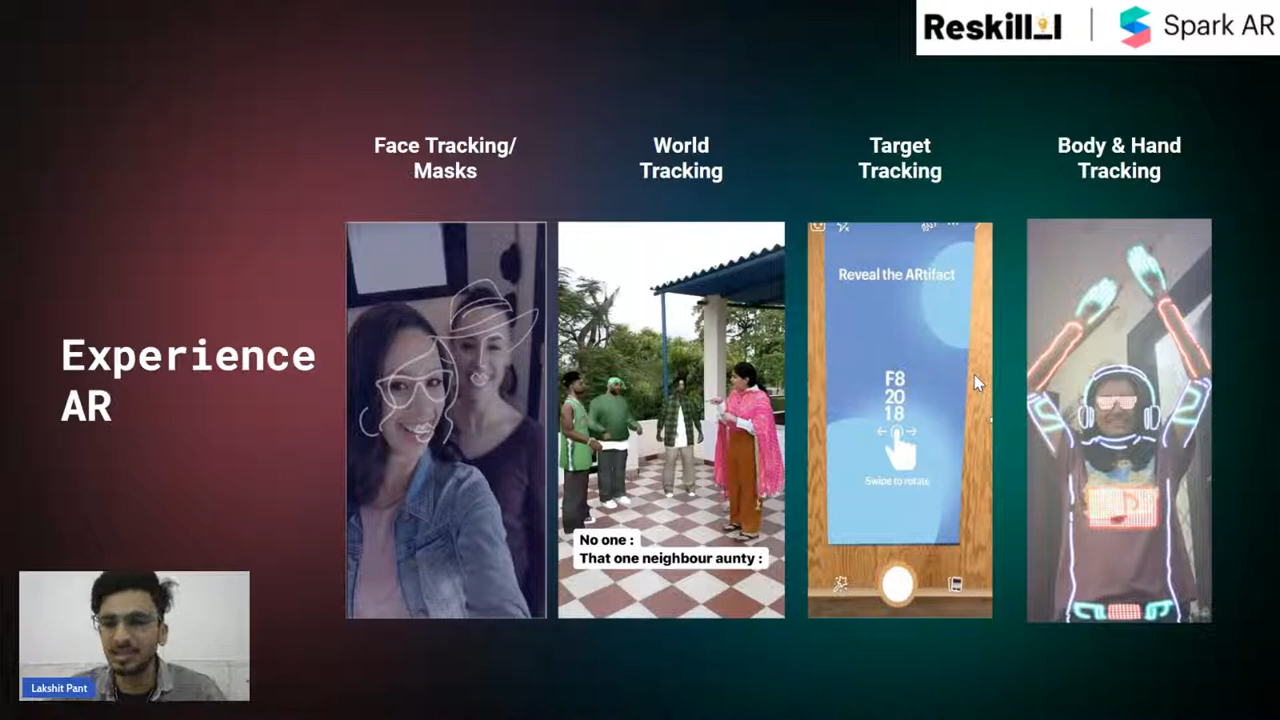 Reskill_l | Spark AR
Face Tracking/
Masks
World
Tracking
Target
Tracking
Body & Hand
Tracking
Experience
AR
Reveal the ARtifact
F8
20
18
Swipe to rotate
No one :
That one neighbour aunty :
Lakshit Pant